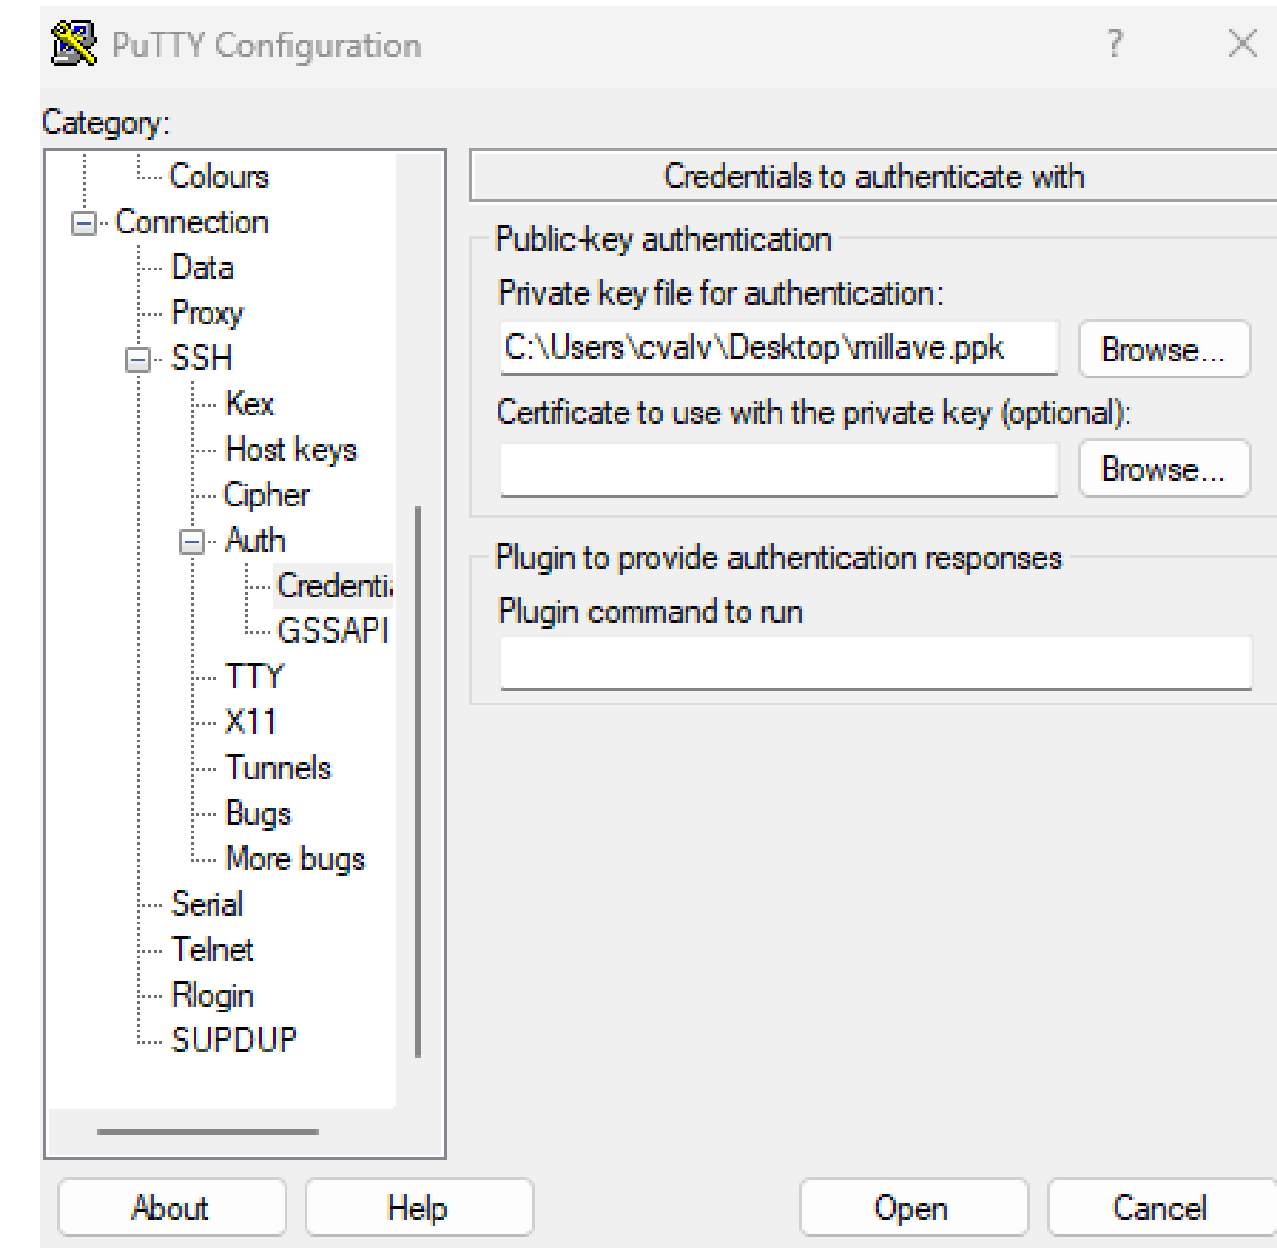 PuTTY Configuration
Category:
Colours
Connection
Data
Proxy
SSH
Kex
Host keys
Cipher
Auth
Credentia
GSSAPI
TTY
X11
Tunnels
Bugs
More bugs
Serial
Telnet
Rlogin
SUPDUP
Credentials to authenticate with
Public-key authentication
Private key file for authentication:
C:\Users\cvalv\Desktop\millave.ppk
Browse...
Certificate to use with the private key (optional):
Browse...
Plugin to provide authentication responses
Plugin command to run
About
Help
Open
Cancel